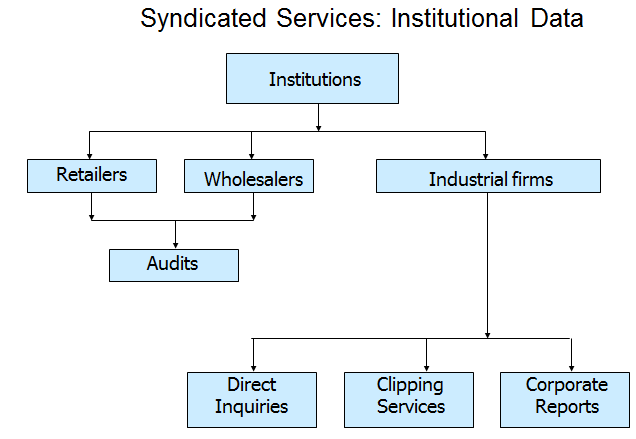 Syndicated Services: Institutional Data
Institutions
Retailers
Wholesalers
Industrial firms
Audits
Direct
Inquiries
Clipping
Services
Corporate
Reports